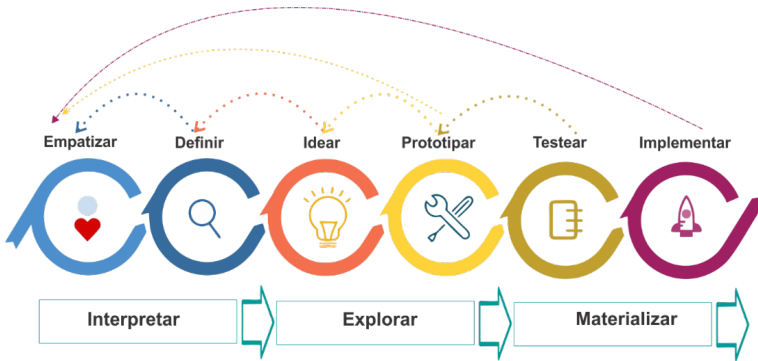 Empatizar
Definir
Idear
Prototipar
Testear
Implementar
Interpretar
Explorar
Materializar